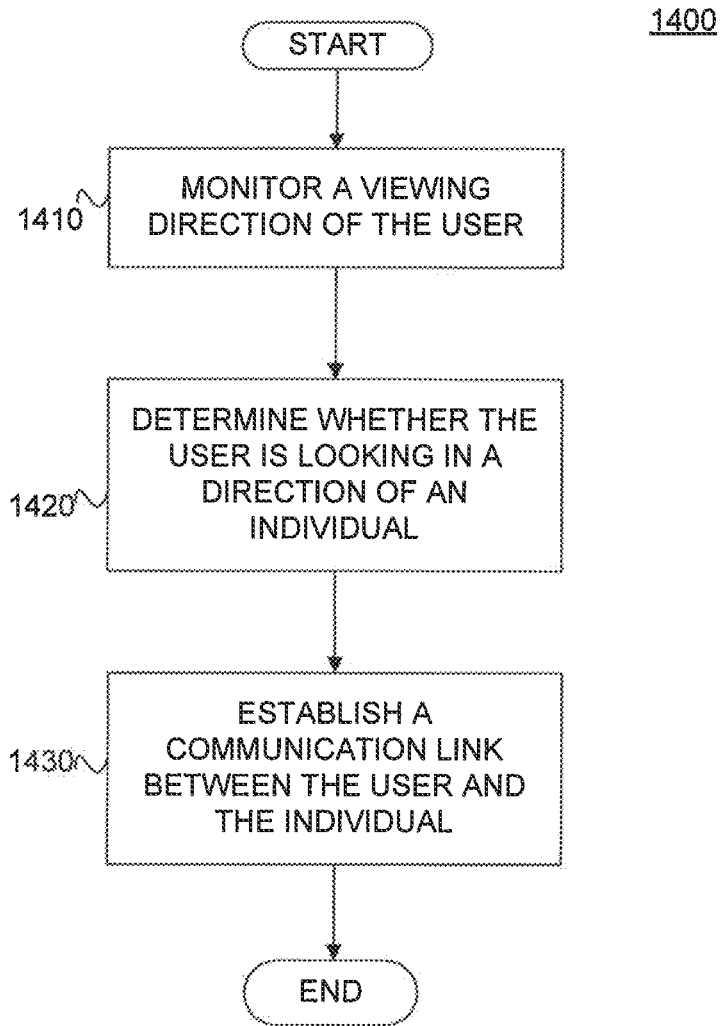 1400
START
1410
MONITOR A VIEWING
DIRECTION OF THE USER
1420
DETERMINE WHETHER THE
USER IS LOOKING IN A
DIRECTION OF AN
INDIVIDUAL
1430
ESTABLISH A
COMMUNICATION LINK
BETWEEN THE USER AND
THE INDIVIDUAL
END